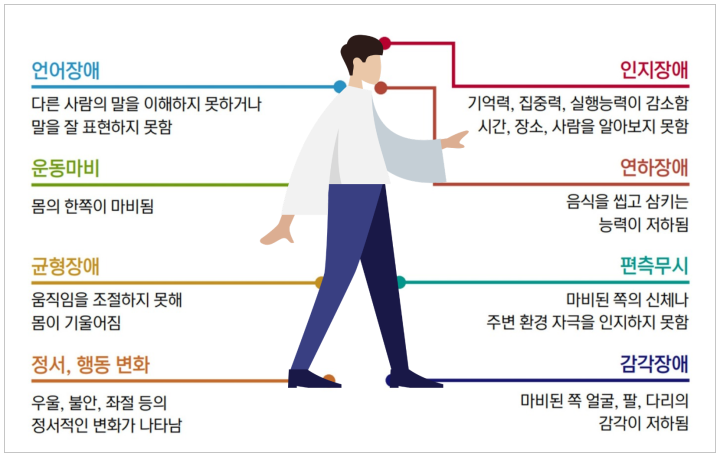 언어장애
다른 사람의 말을 이해하지 못하거나
말을 잘 표현하지 못함
운동마비
몸의 한쪽이 마비됨
균형장애
움직임을 조절하지 못해
몸이 기울어짐
정서, 행동 변화
우울, 불안, 좌절 등의
정서적인 변화가 나타남
인지장애
기억력, 집중력, 실행능력이 감소함
시간, 장소, 사람을 알아보지 못함
연하장애
음식을 씹고 삼키는
능력이 저하됨
편측무시
마비된 쪽의 신체나
주변 환경 자극을 인지하지 못함
감각장애
마비된 쪽 얼굴, 팔, 다리의
감각이 저하됨